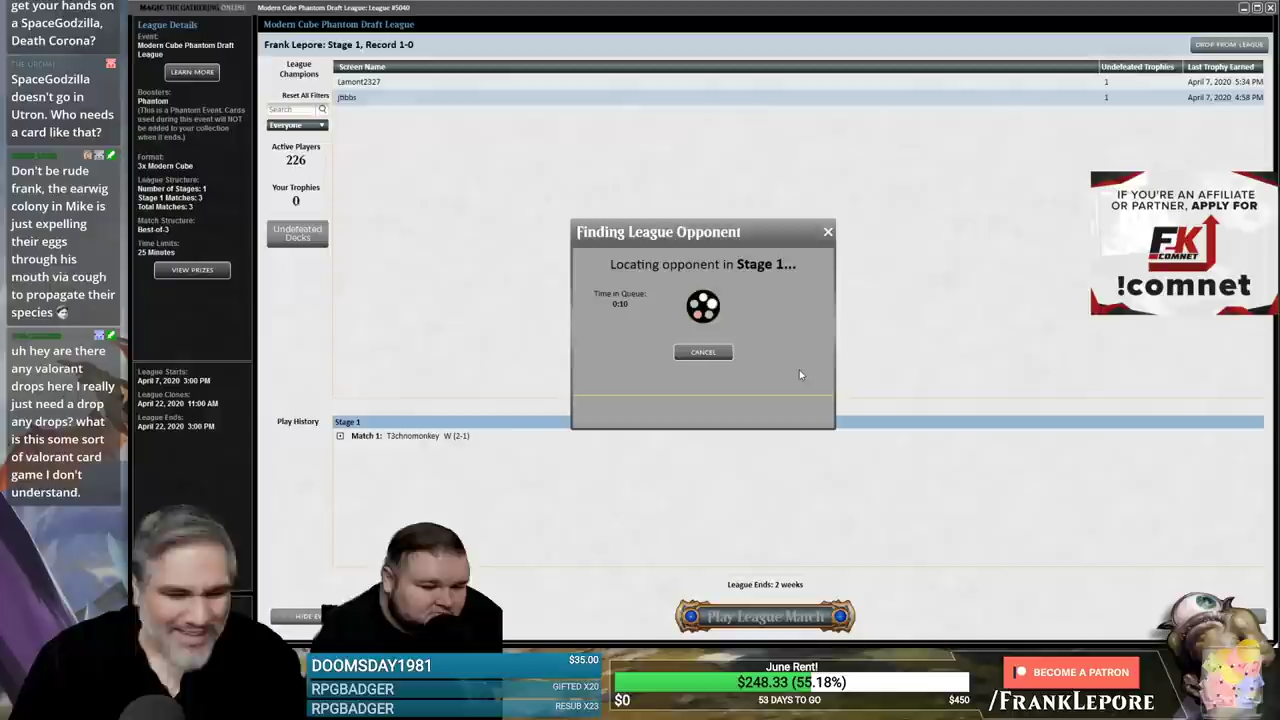 get your hands on
a SpaceGodzilla
Death Corona?
THE_URCHAI
SpaceGodzilla
doesn't go in
Urron. Who needs
a card like that?
Don't be rude
frank, the earwig
colony in Mike is
just expelling
their eggs
through his
mouth via cough
to propagate their
species
uh hey are there
any valorant
drops here I really
just need a drop
any dr0ps? what
is this some sort
of valorant card
game I don't
understand.
MAGIC THE GATHERING ONLINE
Modern Cube Phantom Draft League: League #5040
League Details
Event:
Modern Cube Phantom Draft
League
LEARN MORE
Boosters:
Phantom
(This is a Phantom Event. Cards
used during this event will NOT
be added to your collection
when it ends.)
Format:
3x Modern Cube
League Structure:
Number of Stages: 1
Stage 1 Matches: 3
Total Matches: 3
Match Structure:
Best-of-3
Time Limits:
25 Minutes
VIEW PRIZES
League Starts:
April 7, 2020 3:00 PM
League Closes:
April 22, 2020 11:00 AM
League Ends:
April 22, 2020 3:00 PM
Modern Cube Phantom Draft League
Frank Lepore: Stage 1, Record 1-0
DROP FROM LEAGUE
League
Champions
Reset All Filters
Search
Everyone
Active Players
226
Your Trophies
0
Undefeated
Decks
Screen Name
Undefeated Trophies
Last Trophy Earned
Lamont2327
1
April 7, 2020 5:34 PM
jtibbs
1
April 7, 2020 4:58 PM
Finding League Opponent
Locating opponent in Stage 1...
Time in Queue:
0:10
CANCEL
IF YOU'RE AN AFFILIATE
OR PARTNER, APPLY FOR
F2K
COMNET
!comnet
Play History
Stage 1
Match 1: T3chnomonkey W (2-1)
League Ends: 2 weeks
HIDE EV
Play League Match
DOOMSDAY1981
$35.00
RPGBADGER
GIFTED X20
RPGBADGER
RESUB X23
June Rent!
$248.33 (55.18%)
$0
53 DAYS TO GO
$450
BECOME A PATRON
/FRANKLEPORE